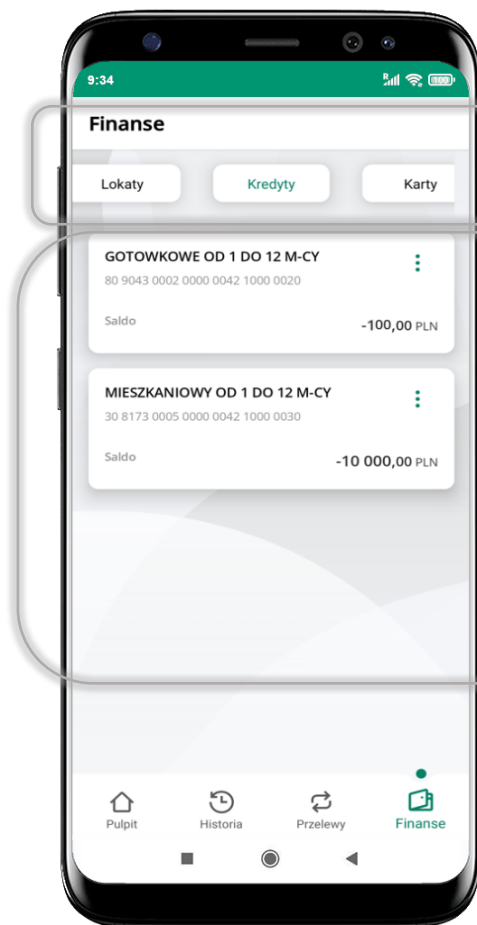 9:34
R 100
Finanse
Lokaty Kredyty Karty
GOTOWKOWE OD 1 DO 12 M-CY
80 9043 0002 0000 0042 1000 0020
Saldo
-100,00 PLN
MIESZKANIOWY OD 1 DO 12 M-CY
30 8173 0005 0000 0042 1000 0030
Saldo
-10 000,00 PLN
Pulpit Historia Przelewy Finanse